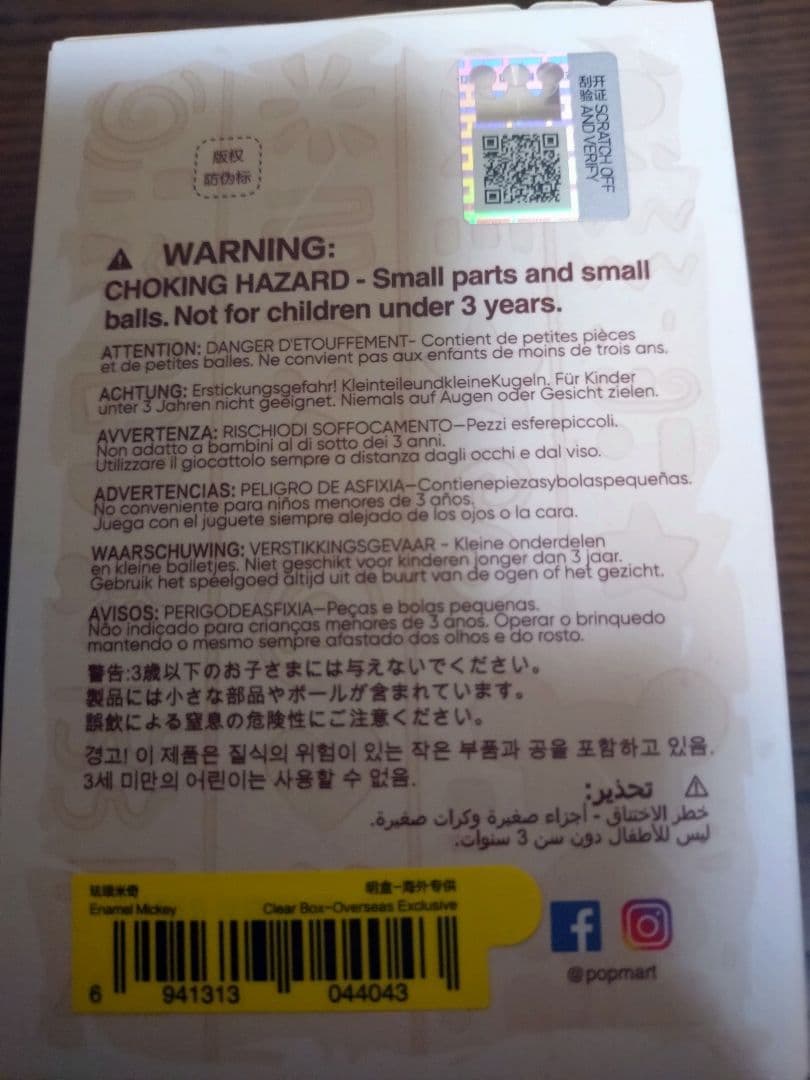 版权
防伪标
刮开
验证 SCRATCH OFF
AND VERIFY
WARNING:
CHOKING HAZARD - Small parts and small
balls. Not for children under 3 years.
ATTENTION: DANGER D'ETOUFFEMENT- Contient de petites pièces
et de petites balles. Ne convient pas aux enfants de moins de trois ans.
ACHTUNG: Erstickungsgefahr! KleinteileundkleineKugeln. Für Kinder
unter 3 Jahren nicht geeignet. Niemals auf Augen oder Gesicht zielen.
AVVERTENZA: RISCHIODI SOFFOCAMENTO–Pezzi esferepiccoli.
Non adatto a bambini al di sotto dei 3 anni.
Utilizzare il giocattolo sempre a distanza dagli occhi e dal viso.
ADVERTENCIAS: PELIGRO DE ASFIXIA–Contienepiezasybolaspequeñas.
No conveniente para niños menores de 3 años.
Juega con el juguete siempre alejado de los ojos o la cara.
WAARSCHUWING: VERSTIKKINGSGEVAAR - Kleine onderdelen
en kleine balletjes. Niet geschikt voor kinderen jonger dan 3 jaar.
Gebruik het speelgoed altijd uit de buurt van de ogen of het gezicht.
AVISOS: PERIGODEASFIXIA–Peças e bolas pequenas.
Não indicado para crianças menores de 3 anos. Operar o brinquedo
mantendo o mesmo sempre afastado dos olhos e do rosto.
警告:3歳以下のお子さまには与えないでください。
製品には小さな部品やボールが含まれています。
誤飲による窒息の危険性にご注意ください。
경고! 이 제품은 질식의 위험이 있는 작은 부품과 공을 포함하고 있음.
3세 미만의 어린이는 사용할 수 없음.
تحذير:
خطر الاختناق - أجزاء صغيرة وكرات صغيرة.
ليس للأطفال دون سن 3 سنوات.
珐琅米奇 明盒-海外专供
Enamel Mickey Clear Box-Overseas Exclusive
6 941313 044043
@popmart